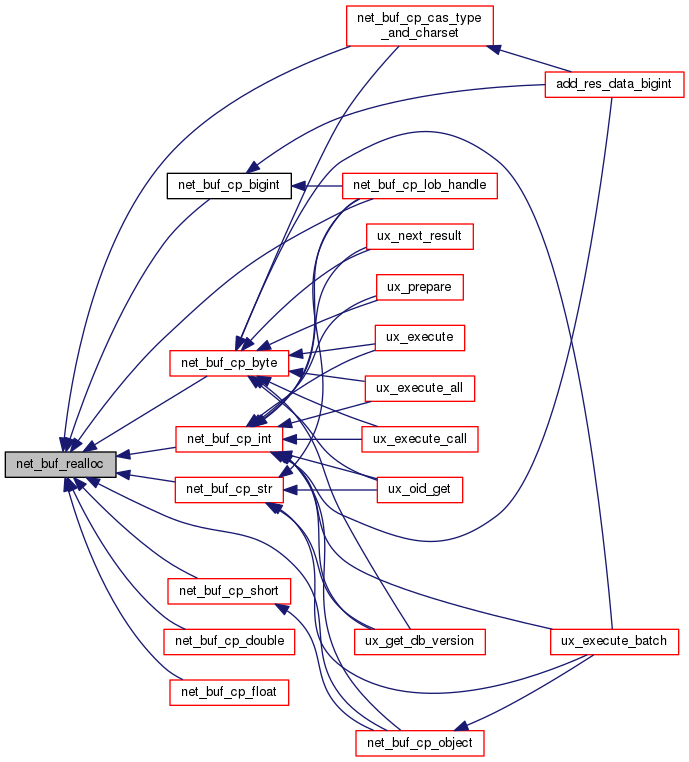 net_buf_cp_cas_type
_and_charset
add_res_data_bigint
net_buf_cp_bigint
net_buf_cp_lob_handle
ux_next_result
ux_prepare
ux_execute
net_buf_cp_byte
ux_execute_all
net_buf_cp_int
ux_execute_call
net_buf_realloc
net_buf_cp_str
ux_oid_get
net_buf_cp_short
net_buf_cp_double
ux_get_db_version
ux_execute_batch
net_buf_cp_float
net_buf_cp_object